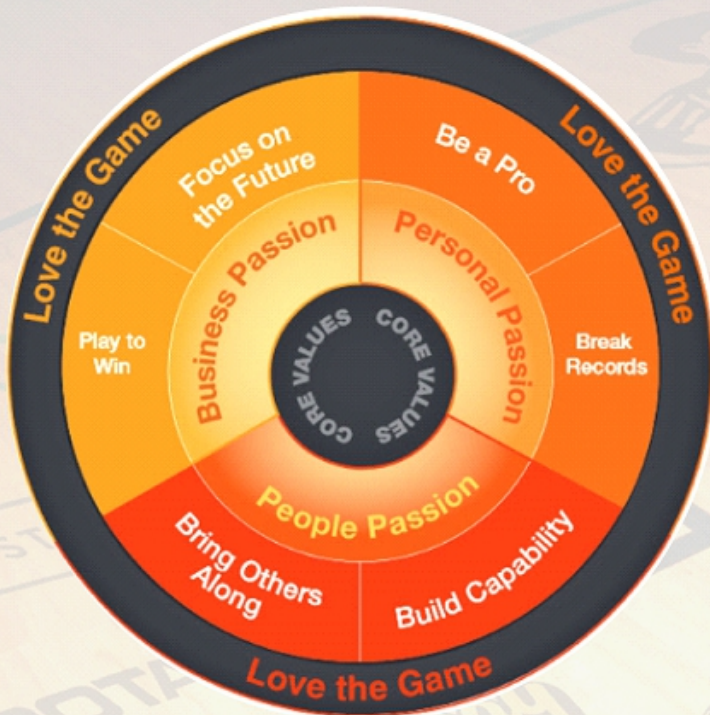 Love the Game
Love the Game
Focus on
the Future
Be a Pro
Business Passion
Personal Passion
Play to
Win
CORE VALUES
CORE VALUES
Break
Records
People Passion
Bring Others
Along
Build Capability
Love the Game